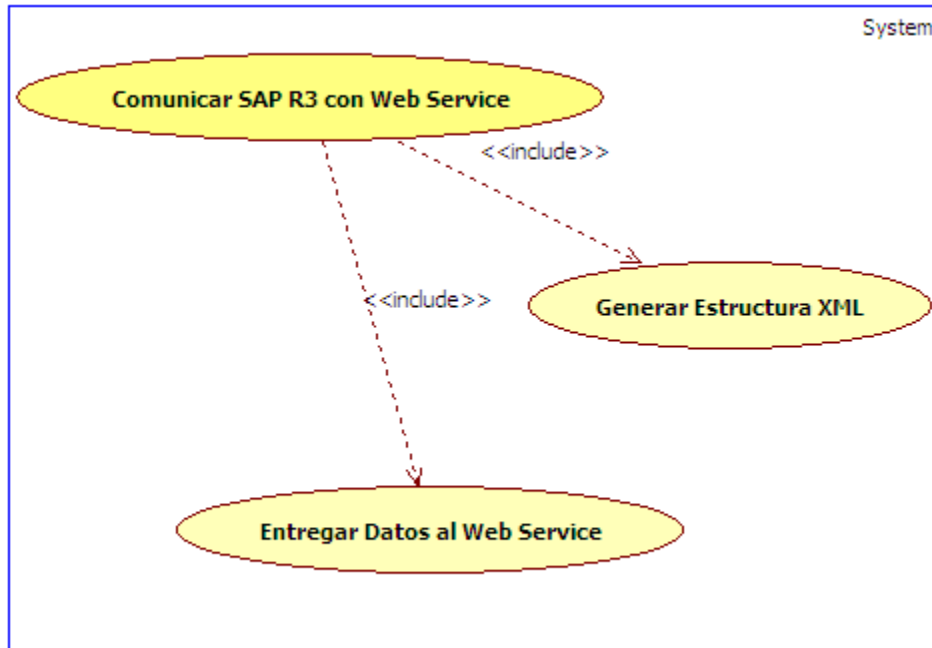 System
Comunicar SAP R3 con Web Service
<<include>>
Generar Estructura XML
<<include>>
Entregar Datos al Web Service